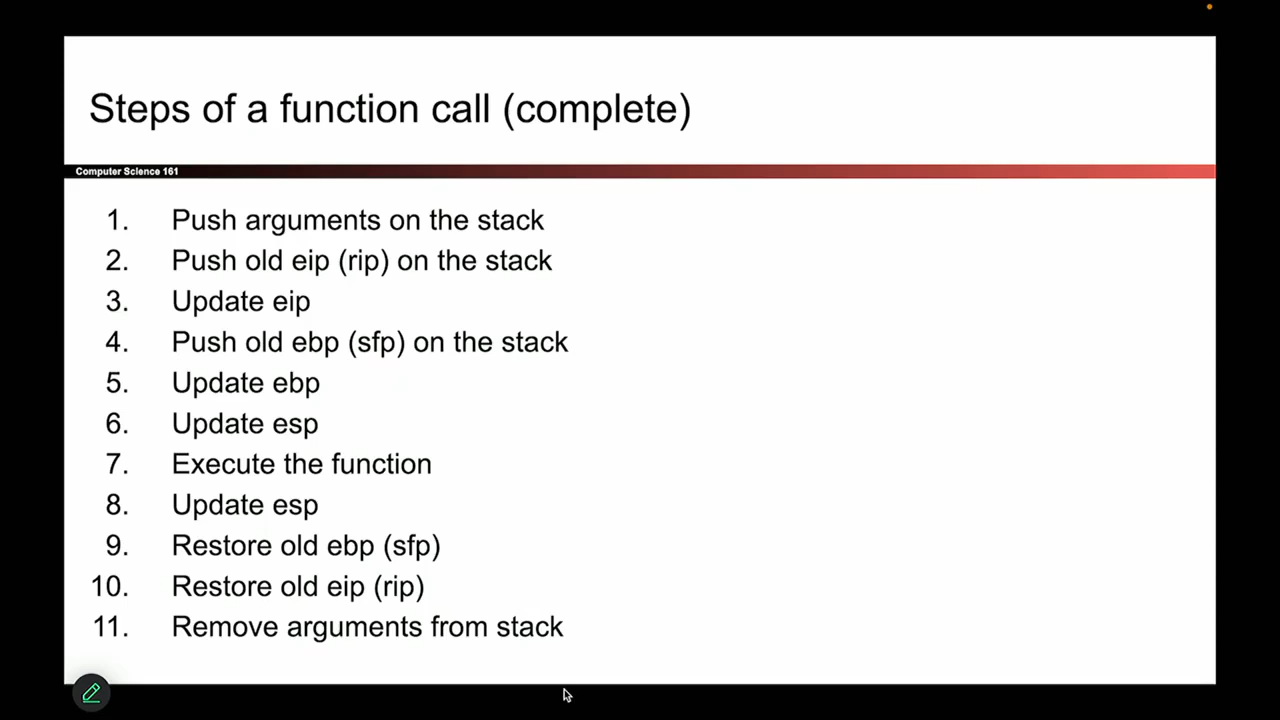 Steps of a function call (complete)
Computer Science 161
1. Push arguments on the stack
2. Push old eip (rip) on the stack
3. Update eip
4. Push old ebp (sfp) on the stack
5. Update ebp
6. Update esp
7. Execute the function
8. Update esp
9. Restore old ebp (sfp)
10. Restore old eip (rip)
11. Remove arguments from stack